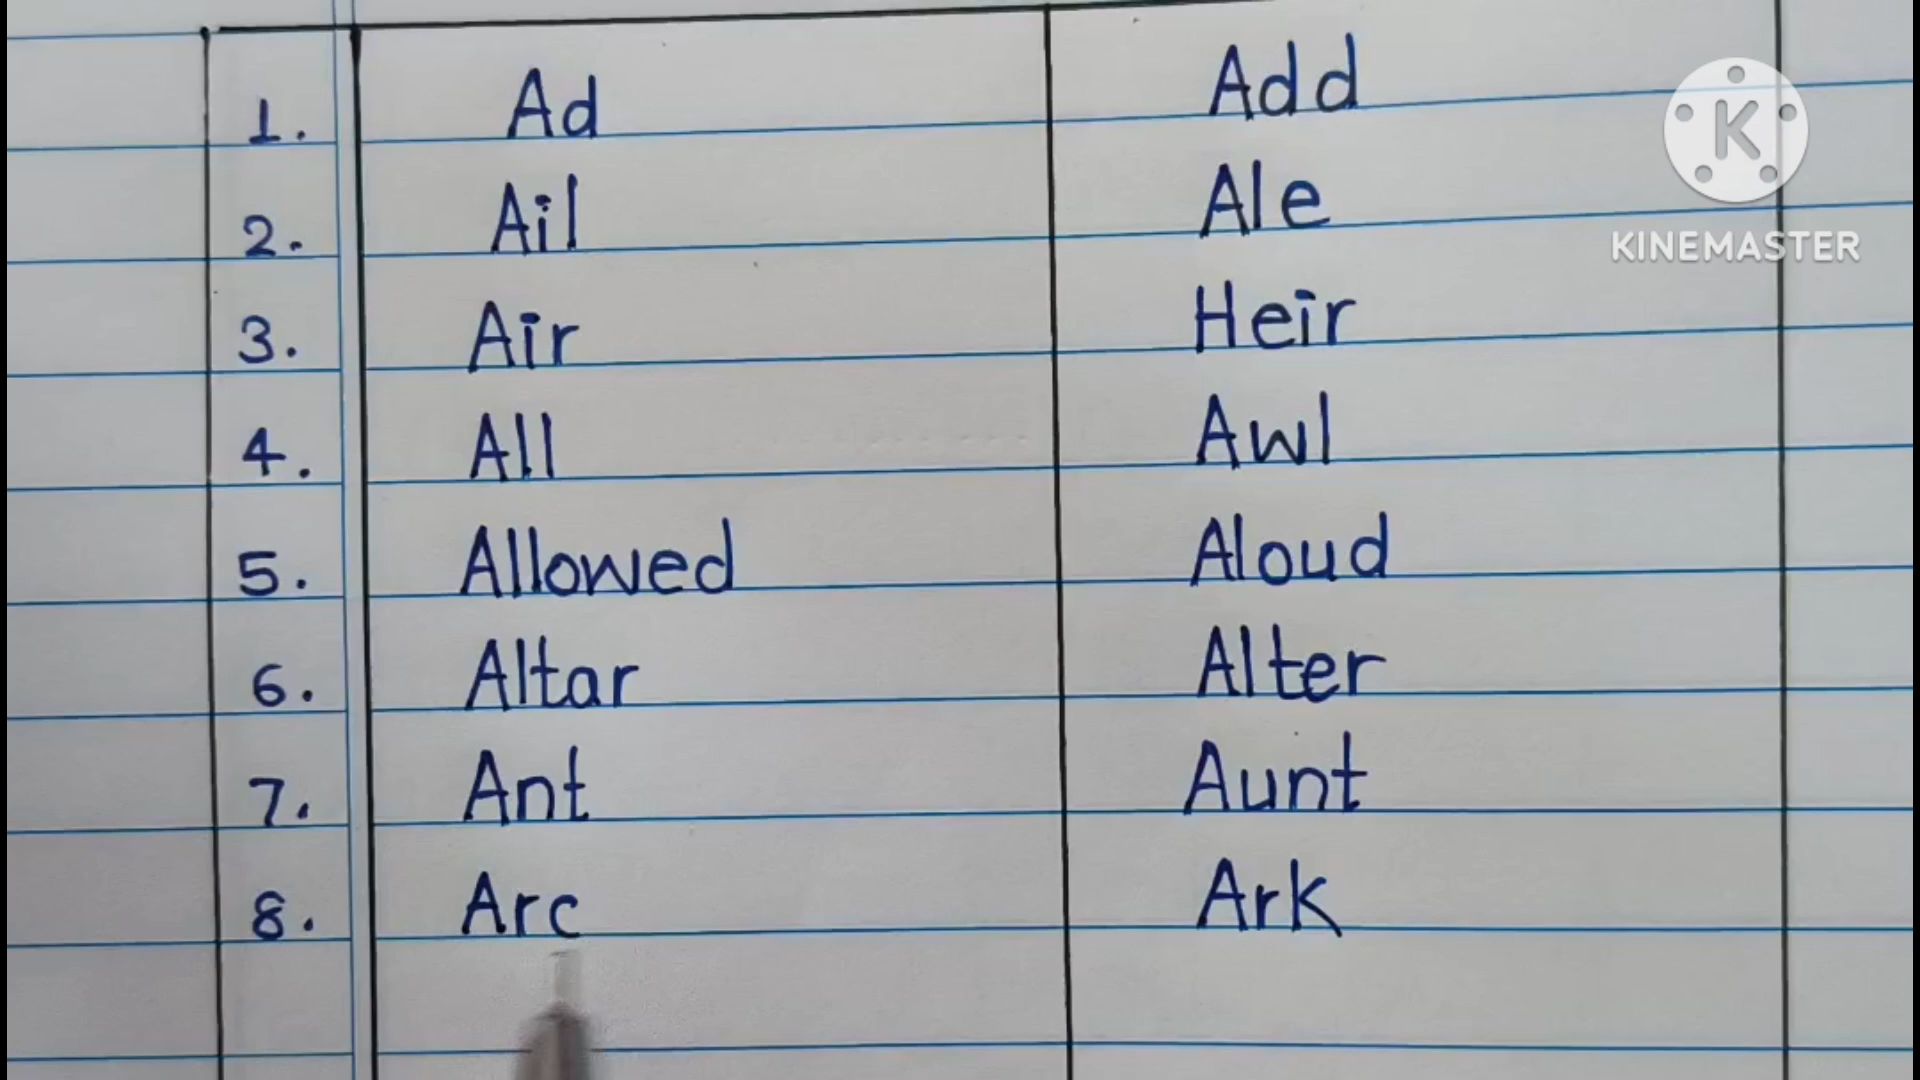 1. Ad Add
2. Ail Ale
3. Air Heir
4. All Awl
5. Allowed Aloud
6. Altar Alter
7. Ant Aunt
8. Arc Ark
K
KINEMASTER